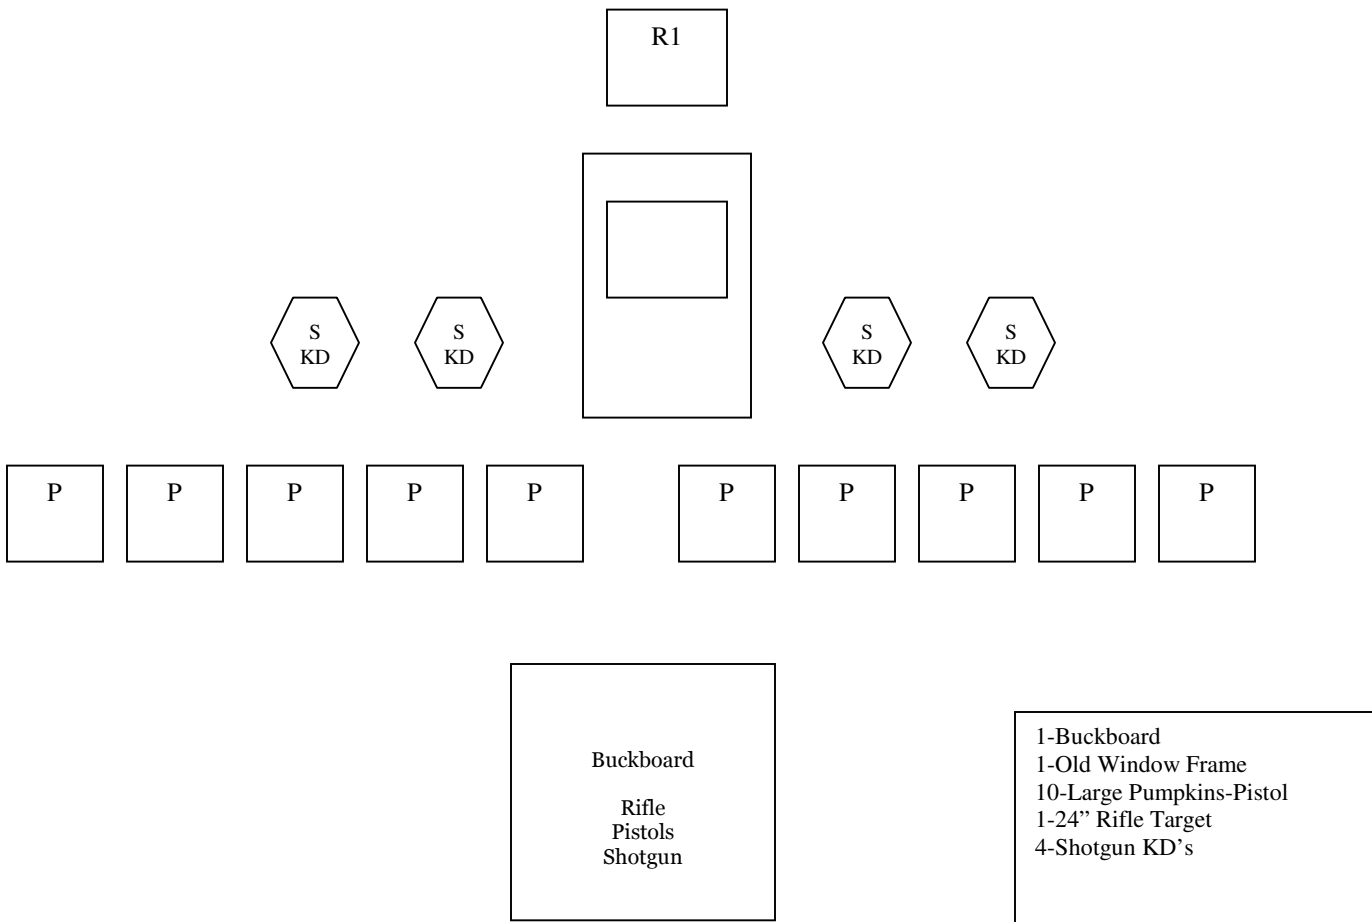 R1
S
KD
S
KD
S
KD
S
KD
P
P
P
P
P
P
P
P
P
P
Buckboard
Rifle
Pistols
Shotgun
1-Buckboard
1-Old Window Frame
10-Large Pumpkins-Pistol
1-24” Rifle Target
4-Shotgun KD’s